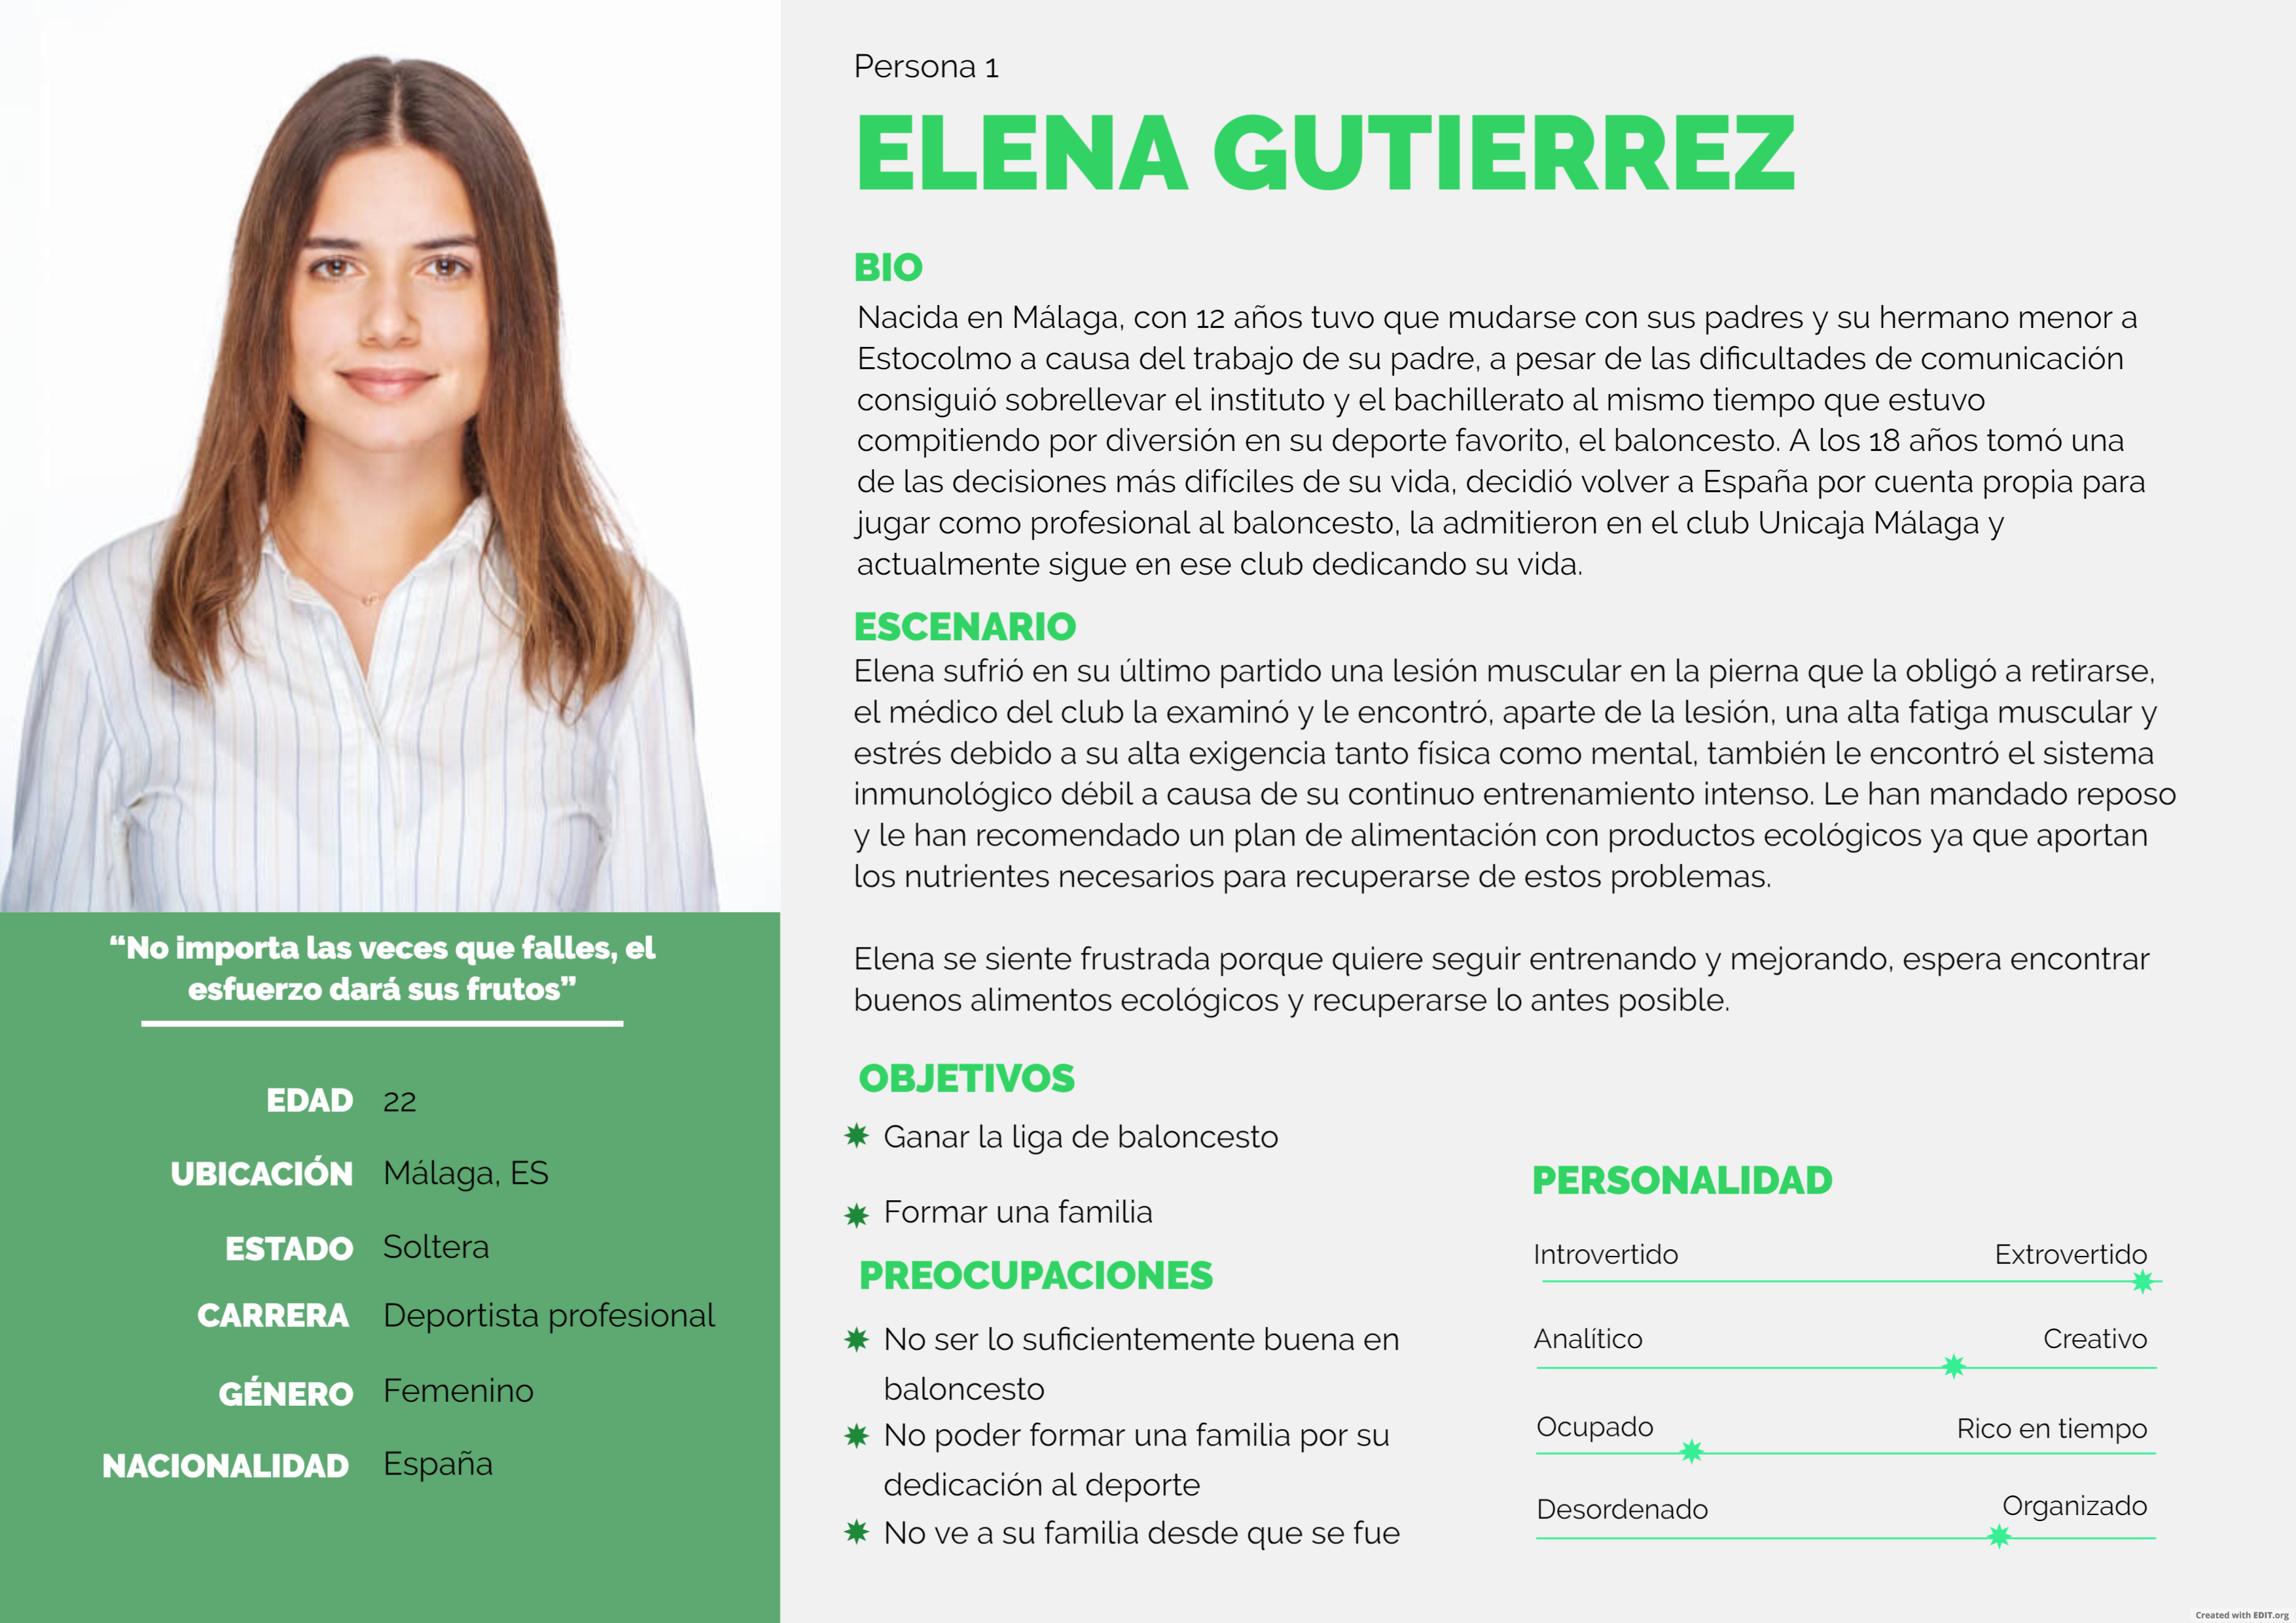 Persona 1
ELENA GUTIERREZ
BIO
Nacida en Málaga, con 12 años tuvo que mudarse con sus padres y su hermano menor a
Estocolmo a causa del trabajo de su padre, a pesar de las dificultades de comunicación
consiguió sobrellevar el instituto y el bachillerato al mismo tiempo que estuvo
compitiendo por diversión en su deporte favorito, el baloncesto. A los 18 años tomó una
de las decisiones más difíciles de su vida, decidió volver a España por cuenta propia para
jugar como profesional al baloncesto, la admitieron en el club Unicaja Málaga y
actualmente sigue en ese club dedicando su vida.
ESCENARIO
Elena sufrió en su último partido una lesión muscular en la pierna que la obligó a retirarse,
el médico del club la examinó y le encontró, aparte de la lesión, una alta fatiga muscular y
estrés debido a su alta exigencia tanto física como mental, también le encontró el sistema
inmunológico débil a causa de su continuo entrenamiento intenso. Le han mandado reposo
y le han recomendado un plan de alimentación con productos ecológicos ya que aportan
los nutrientes necesarios para recuperarse de estos problemas.
Elena se siente frustrada porque quiere seguir entrenando y mejorando, espera encontrar
buenos alimentos ecológicos y recuperarse lo antes posible.
“No importa las veces que falles, el
esfuerzo dará sus frutos”
EDAD 22
UBICACIÓN Málaga, ES
ESTADO Soltera
CARRERA Deportista profesional
GÉNERO Femenino
NACIONALIDAD España
OBJETIVOS
Ganar la liga de baloncesto
Formar una familia
PREOCUPACIONES
No ser lo suficientemente buena en
baloncesto
No poder formar una familia por su
dedicación al deporte
No ve a su familia desde que se fue
PERSONALIDAD
Introvertido Extrovertido
Analítico Creativo
Ocupado Rico en tiempo
Desordenado Organizado
Created with EDIT.org